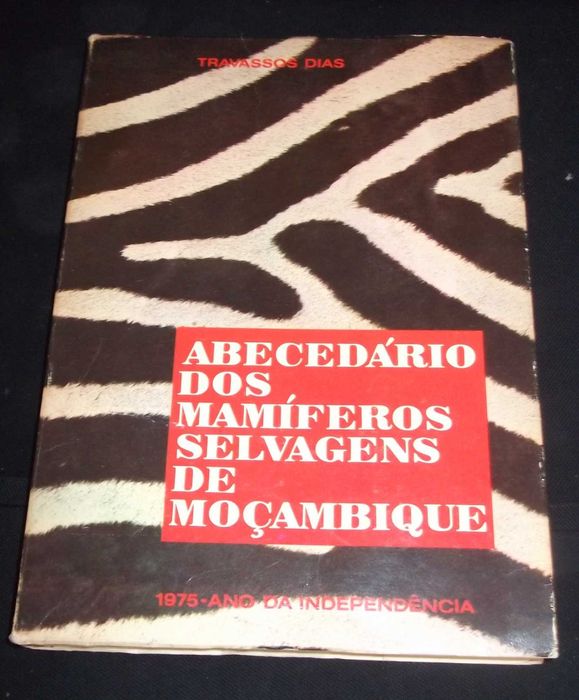 TRAVASSOS DIAS
ABECEDÁRIO
DOS
MAMÍFEROS
SELVAGENS
DE
MOÇAMBIQUE
1975-ANO DA INDEPENDÊNCIA